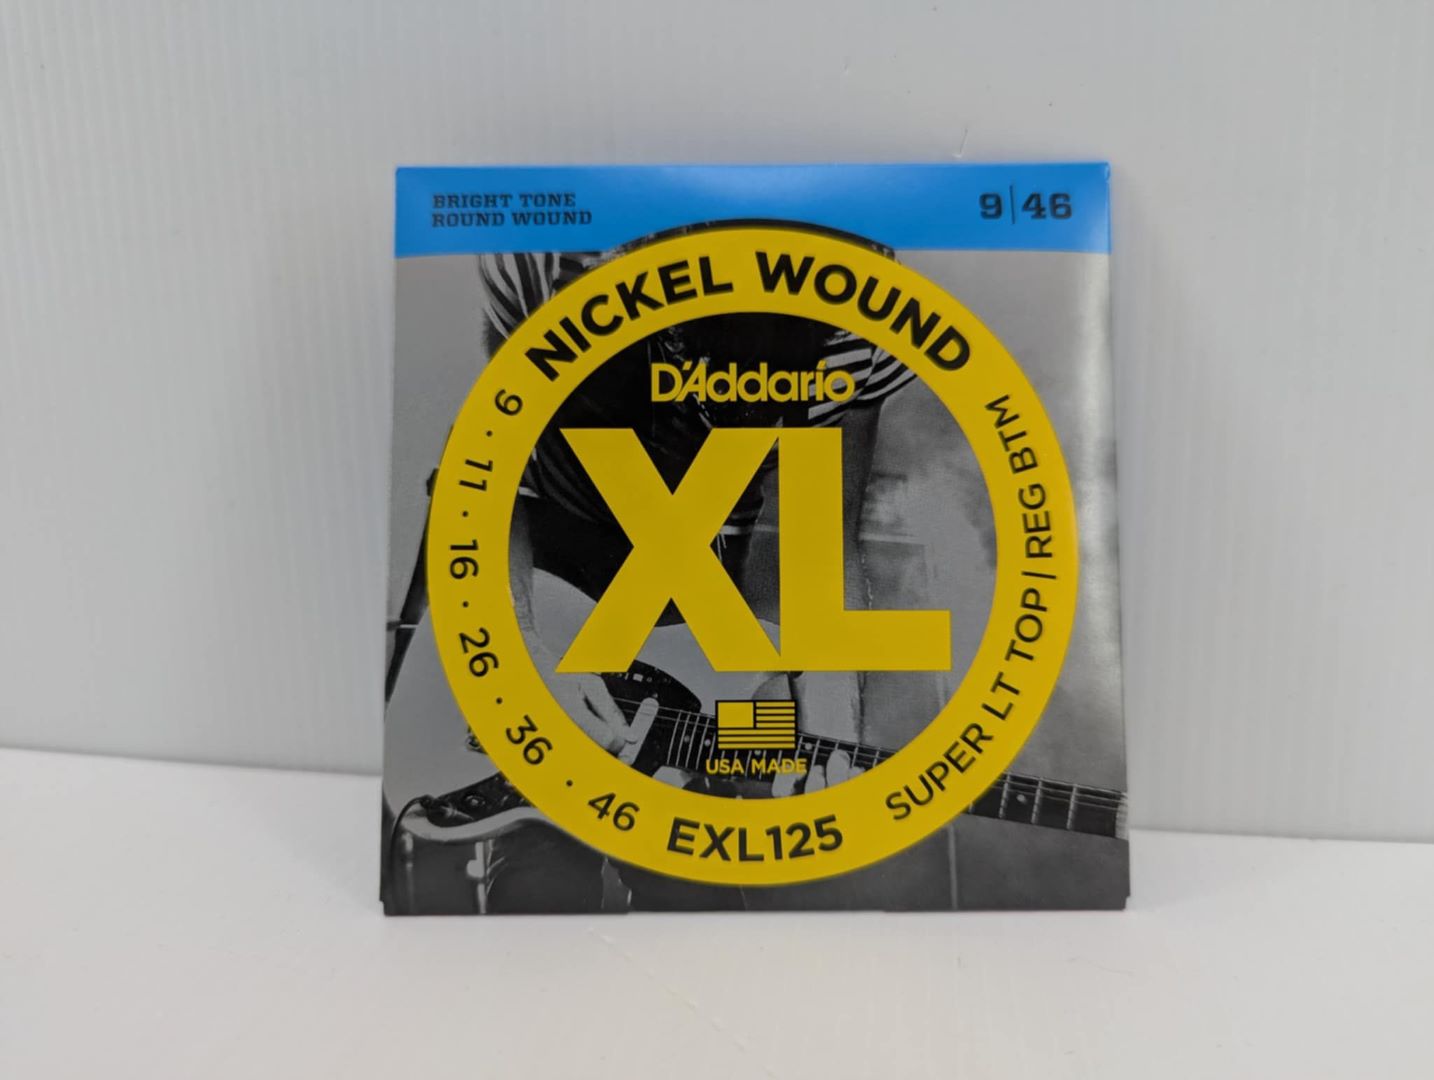 BRIGHT TONE
ROUND WOUND
9|46
NICKEL WOUND
D'Addario
XL
USA MADE
9 · 11 · 16 · 26 · 36 · 46
EXL125
SUPER LT TOP/REG BTM